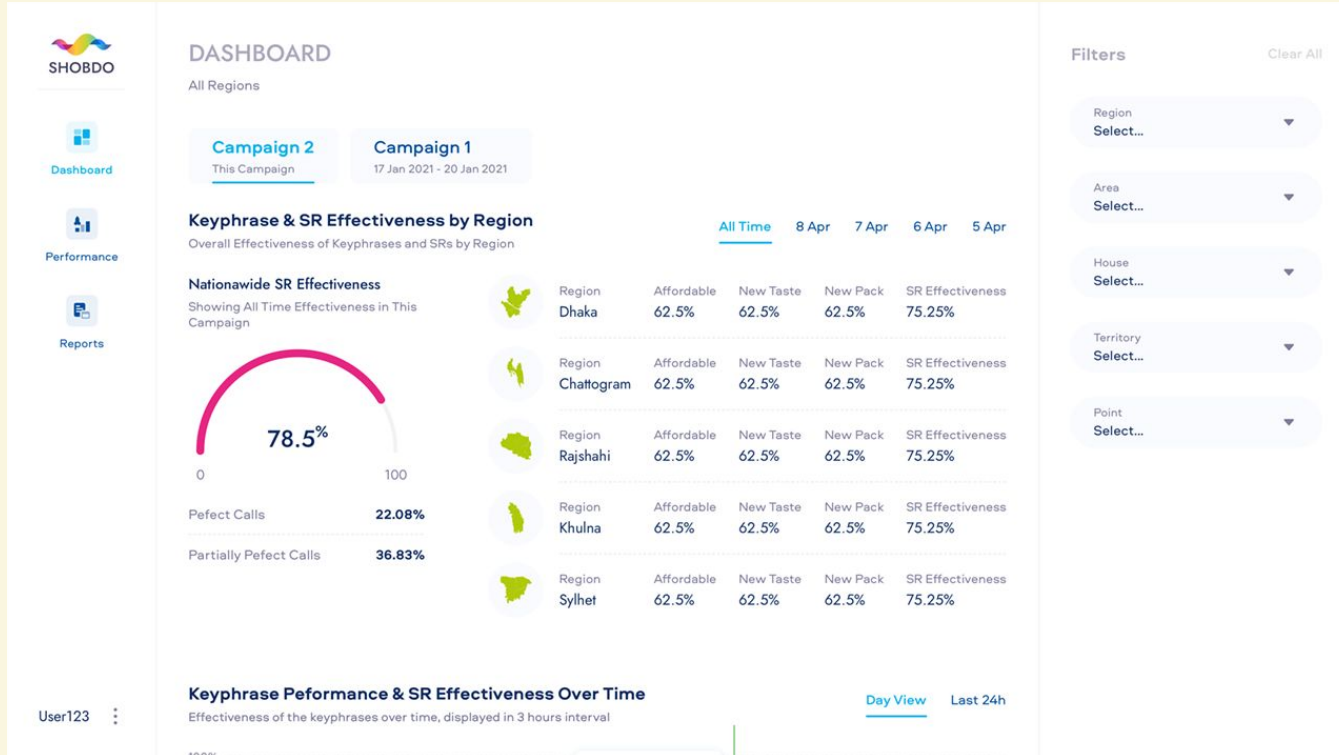 SHOBDO
Dashboard
Performance
Reports
User123
DASHBOARD
All Regions
Campaign 2
This Campaign
Campaign 1
17 Jan 2021 - 20 Jan 2021
Keyphrase & SR Effectiveness by Region
Overall Effectiveness of Keyphrases and SRs by Region
All Time 8 Apr 7 Apr 6 Apr 5 Apr
Nationwide SR Effectiveness
Showing All Time Effectiveness in This
Campaign
78.5%
0 100
Pefect Calls 22.08%
Partially Pefect Calls 36.83%
Region Affordable New Taste New Pack SR Effectiveness
Dhaka 62.5% 62.5% 62.5% 75.25%
Region Affordable New Taste New Pack SR Effectiveness
Chattogram 62.5% 62.5% 62.5% 75.25%
Region Affordable New Taste New Pack SR Effectiveness
Rajshahi 62.5% 62.5% 62.5% 75.25%
Region Affordable New Taste New Pack SR Effectiveness
Khulna 62.5% 62.5% 62.5% 75.25%
Region Affordable New Taste New Pack SR Effectiveness
Sylhet 62.5% 62.5% 62.5% 75.25%
Keyphrase Peformance & SR Effectiveness Over Time
Effectiveness of the keyphrases over time, displayed in 3 hours interval
Day View Last 24h
Filters Clear All
Region
Select...
Area
Select...
House
Select...
Territory
Select...
Point
Select...